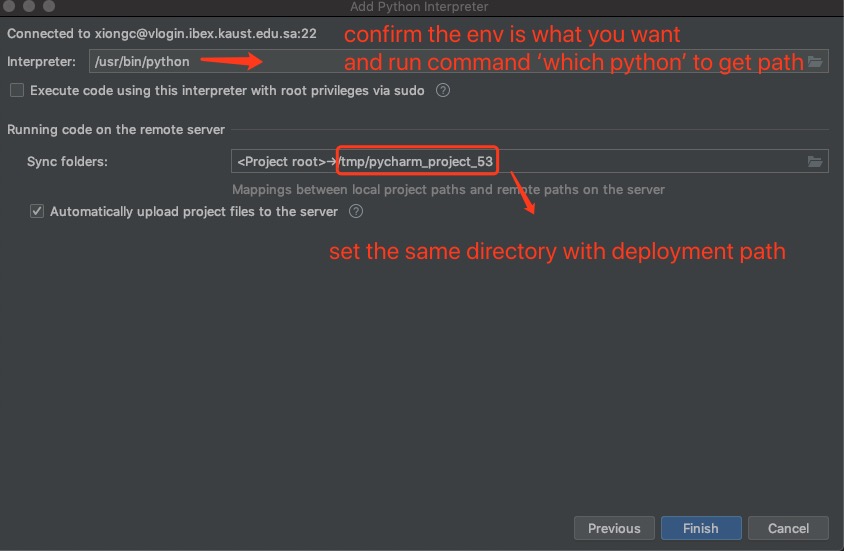 Add Python Interpreter
Connected to xiongc@vlogin.ibex.kaust.edu.sa:22
confirm the env is what you want
Interpreter: /usr/bin/python
and run command ‘which python’ to get path
Execute code using this interpreter with root privileges via sudo ?
Running code on the remote server
Sync folders: <Project root>→/tmp/pycharm_project_53
Mappings between local project paths and remote paths on the server
Automatically upload project files to the server ?
set the same directory with deployment path
Previous Finish Cancel